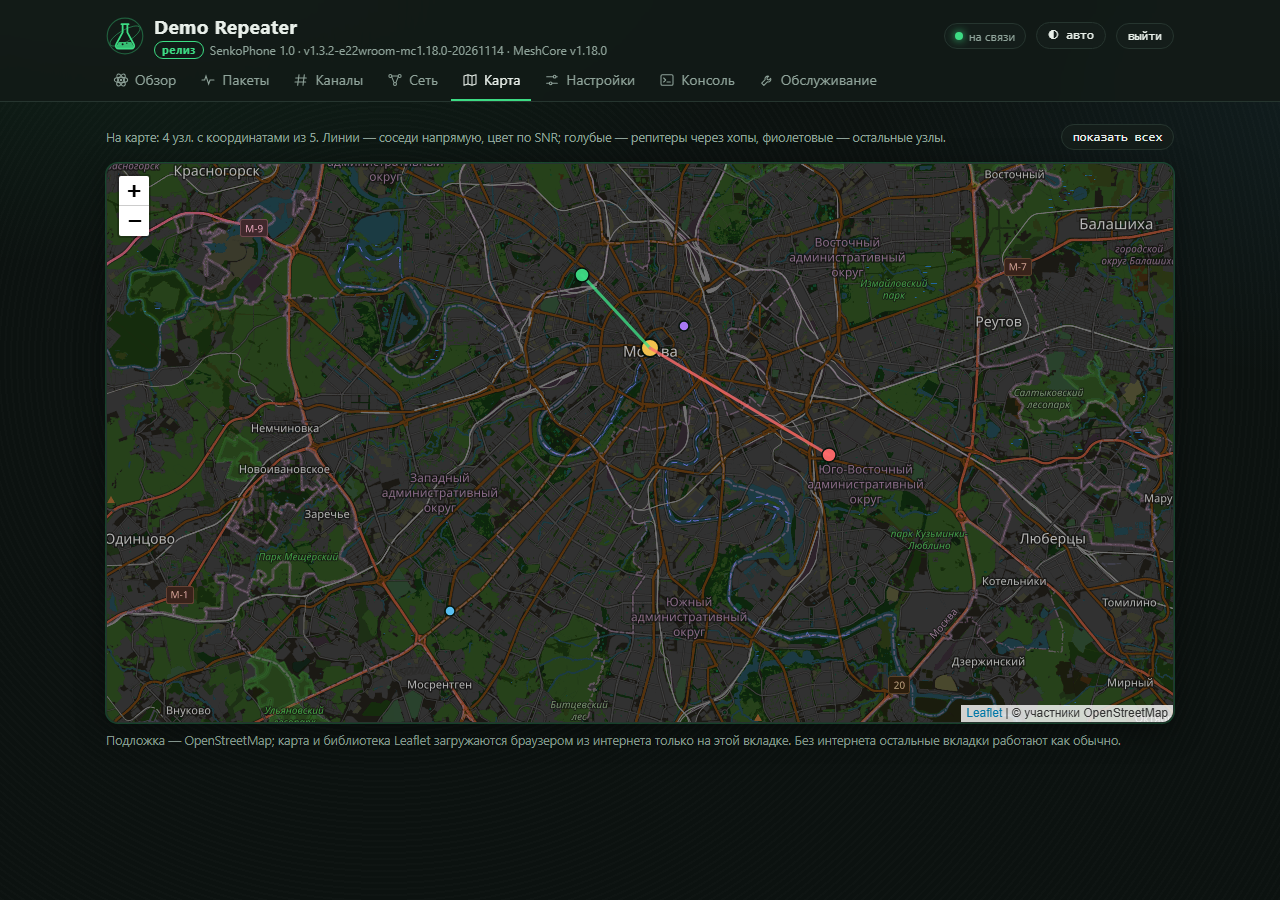 Demo Repeater
релиз SenkoPhone 1.0 · v1.3.2-e22wroom-mc1.18.0-20261114 · MeshCore v1.18.0
на связи
авто
выйти
Обзор
Пакеты
Каналы
Сеть
Карта
Настройки
Консоль
Обслуживание
На карте: 4 узл. с координатами из 5. Линии — соседи напрямую, цвет по SNR; голубые — репитеры через хопы, фиолетовые — остальные узлы.
показать всех
+
−
Красногорск
округ
Восточный
Балашиха
М-9
городской
округ Балашиха
Восточный
административный
округ
М-7
Измайловский
парк
Реутов
Москва
Салтыковский
лесопарк
Немчиновка
Новоивановское
Юго-Восточный
административный
округ
Западный
административный
округ
Мару
Заречье
Одинцово
парк Кузьминки-
Люблино
Люберцы
Парк Мещерский
Котельники
М-1
Южный
административный
округ
Томилино
Москва
Дзержинский
Мосрентген
20
Мирный
Внуково
Ульяновский
Битцевский
лес
Leaflet | © участники OpenStreetMap
Подложка — OpenStreetMap; карта и библиотека Leaflet загружаются браузером из интернета только на этой вкладке. Без интернета остальные вкладки работают как обычно.